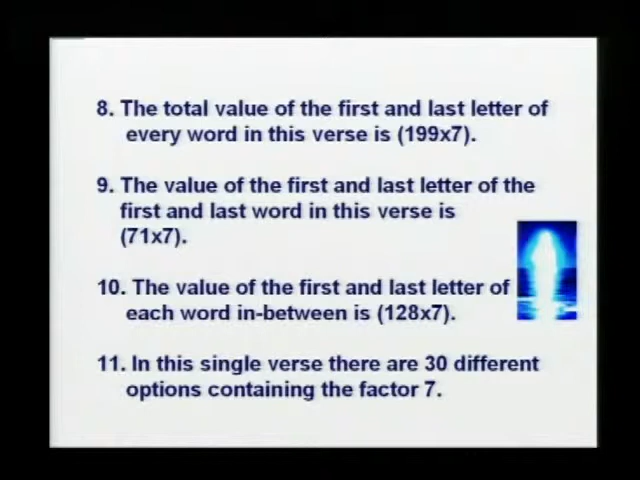 8. The total value of the first and last letter of
every word in this verse is (199x7).
9. The value of the first and last letter of the
first and last word in this verse is
(71x7).
10. The value of the first and last letter of
each word in-between is (128x7).
11. In this single verse there are 30 different
options containing the factor 7.